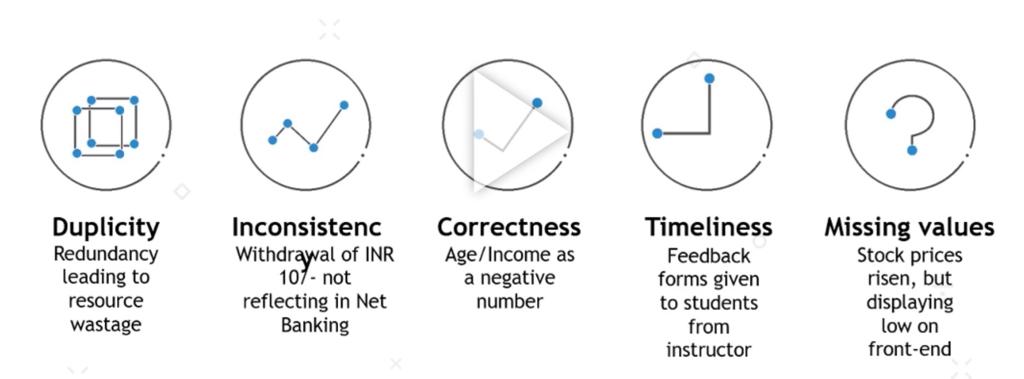 Duplicity
Redundancy
leading to
resource
wastage
Inconsistency
Withdrawal of INR
10/- not
reflecting in Net
Banking
Correctness
Age/Income as
a negative
number
Timeliness
Feedback
forms given
to students
from
instructor
Missing values
Stock prices
risen, but
displaying
low on
front-end